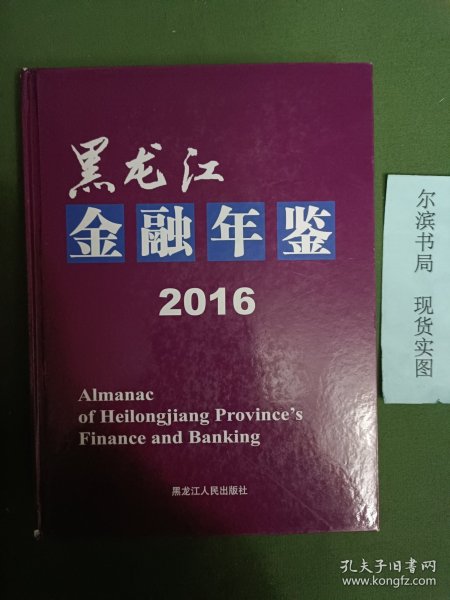 黑龙江
金融年鉴
2016
Almanac
of Heilongjiang Province's
Finance and Banking
黑龙江人民出版社
尔滨书局 现货实图
孔夫子旧书网
www.kongfz.com